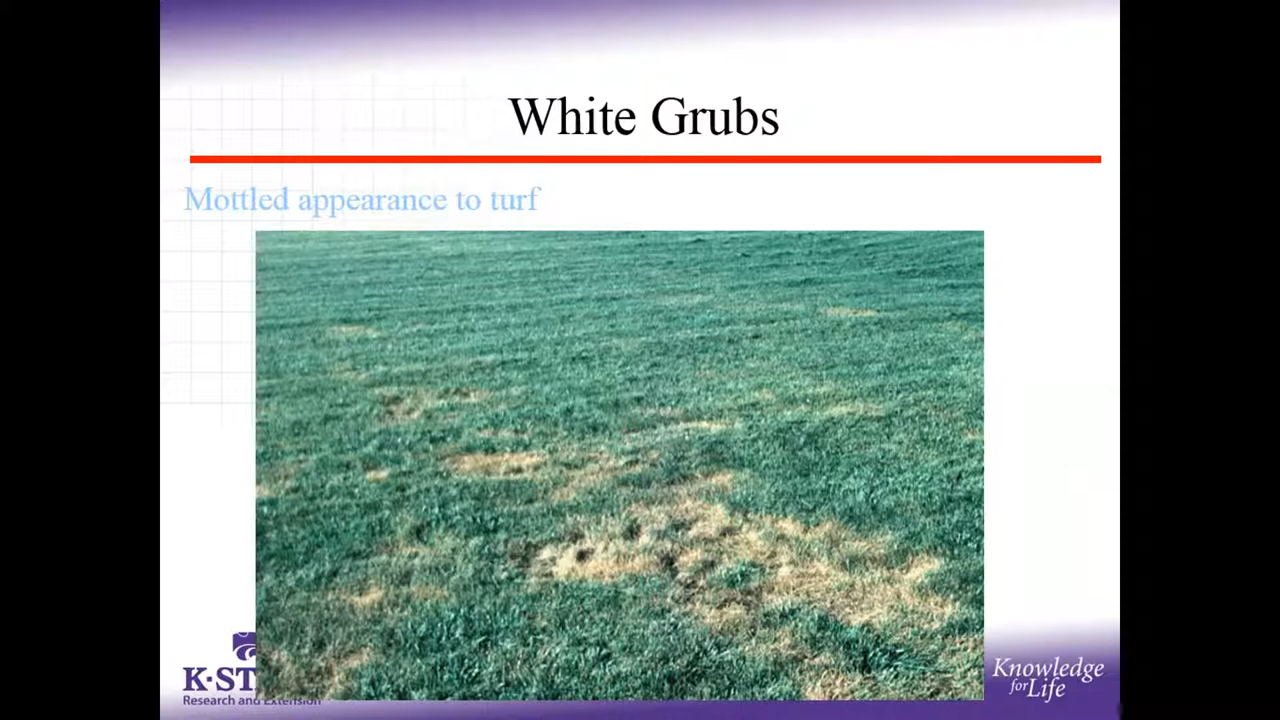 White Grubs
Mottled appearance to turf
Research and Extension
Knowledge
for Life